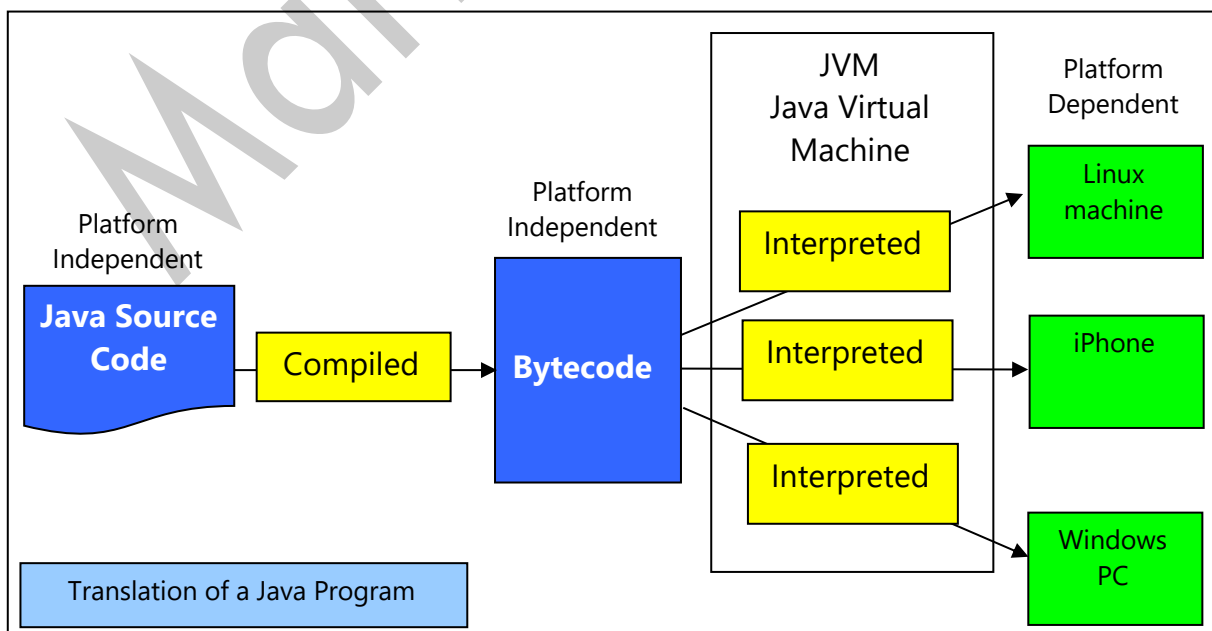 Platform
Independent
Java Source
Code
Compiled
Platform
Independent
Bytecode
JVM
Java Virtual
Machine
Interpreted
Interpreted
Interpreted
Platform
Dependent
Linux
machine
iPhone
Windows
PC
Translation of a Java Program